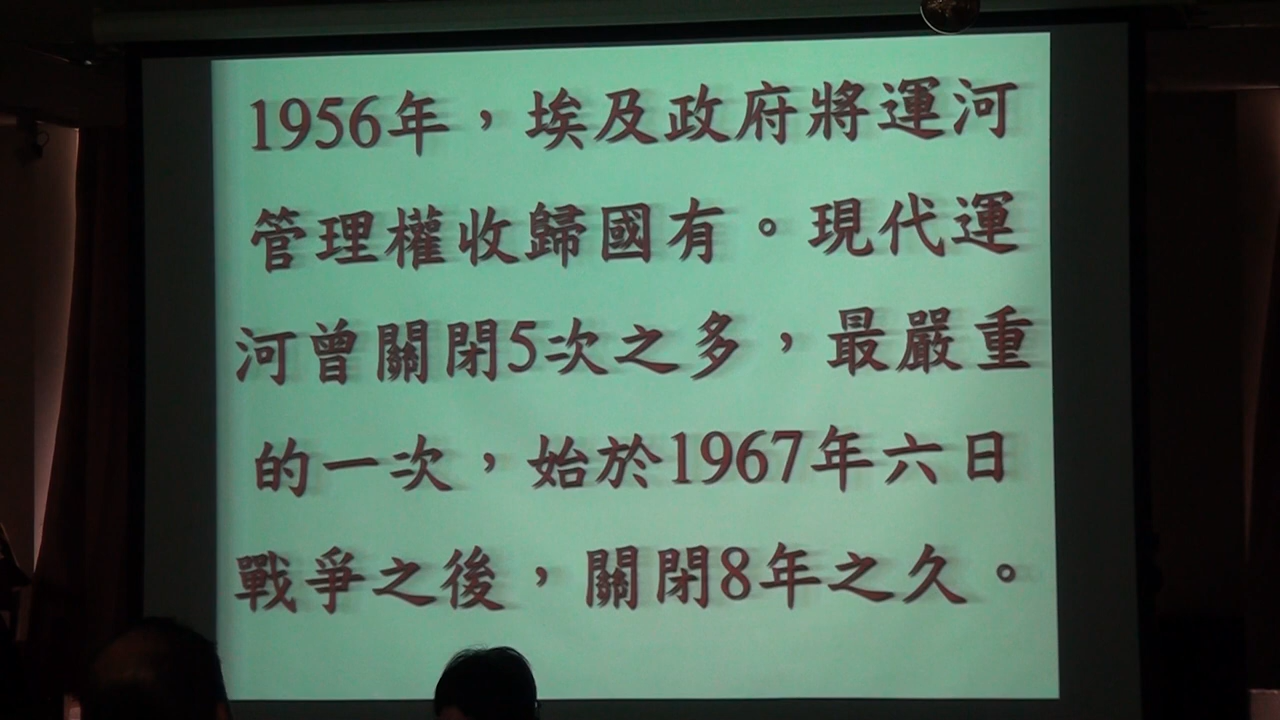 1956年，埃及政府將運河
管理權收歸國有。現代運
河曾關閉5次之多，最嚴重
的一次，始於1967年六日
戰爭之後，關閉8年之久。